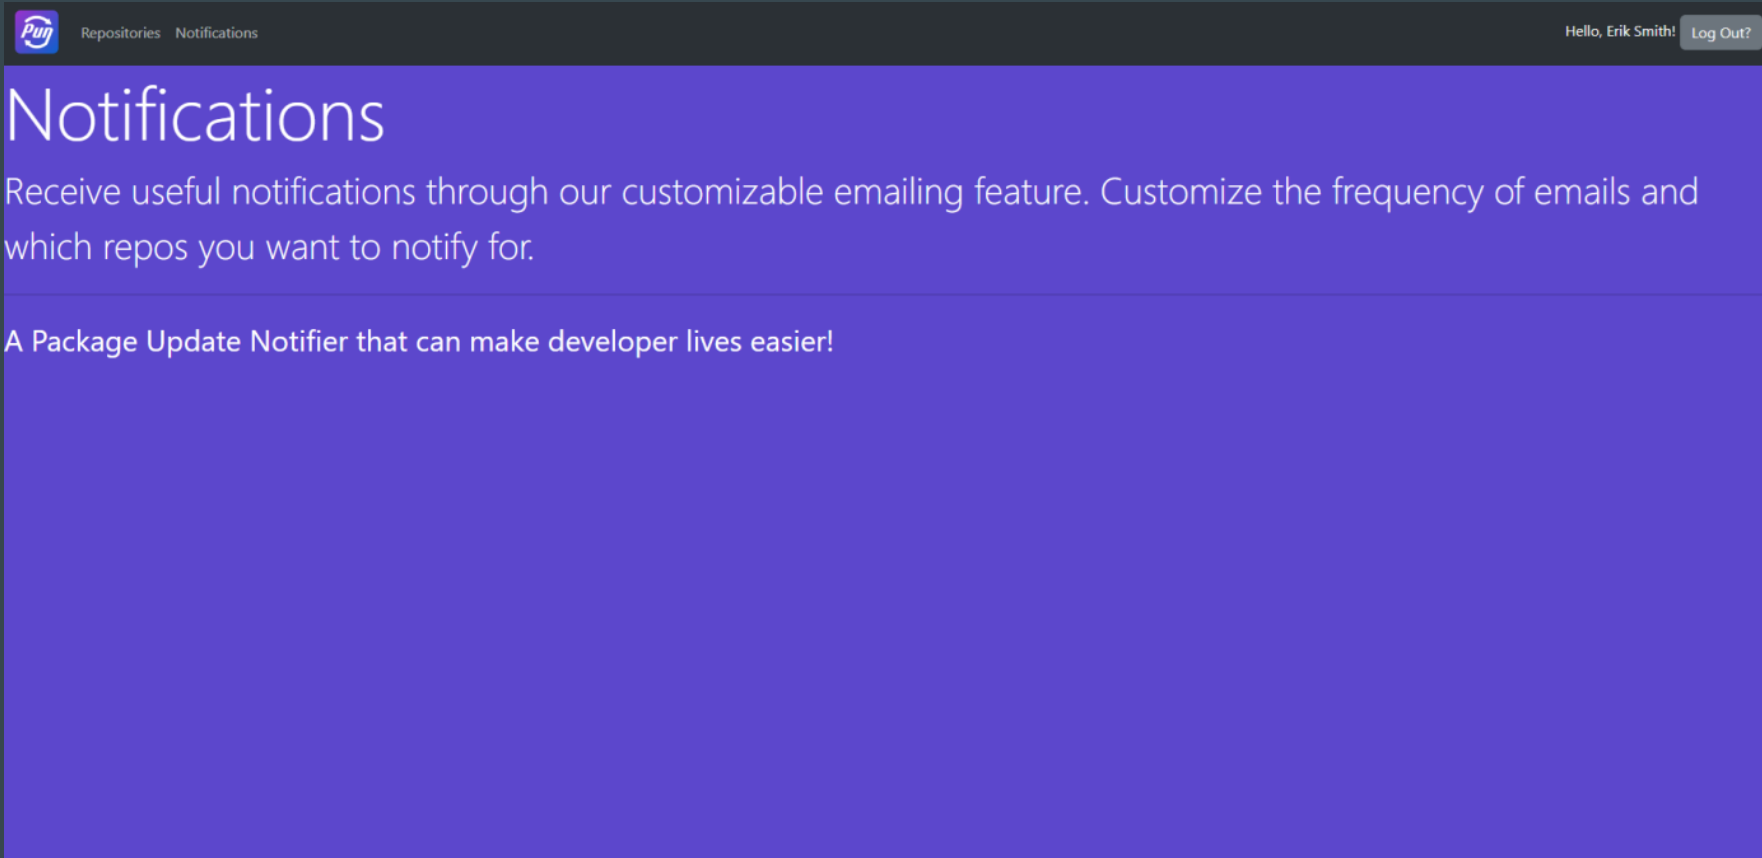 Pun
Repositories Notifications
Hello, Erik Smith! Log Out?
Notifications
Receive useful notifications through our customizable emailing feature. Customize the frequency of emails and
which repos you want to notify for.
A Package Update Notifier that can make developer lives easier!